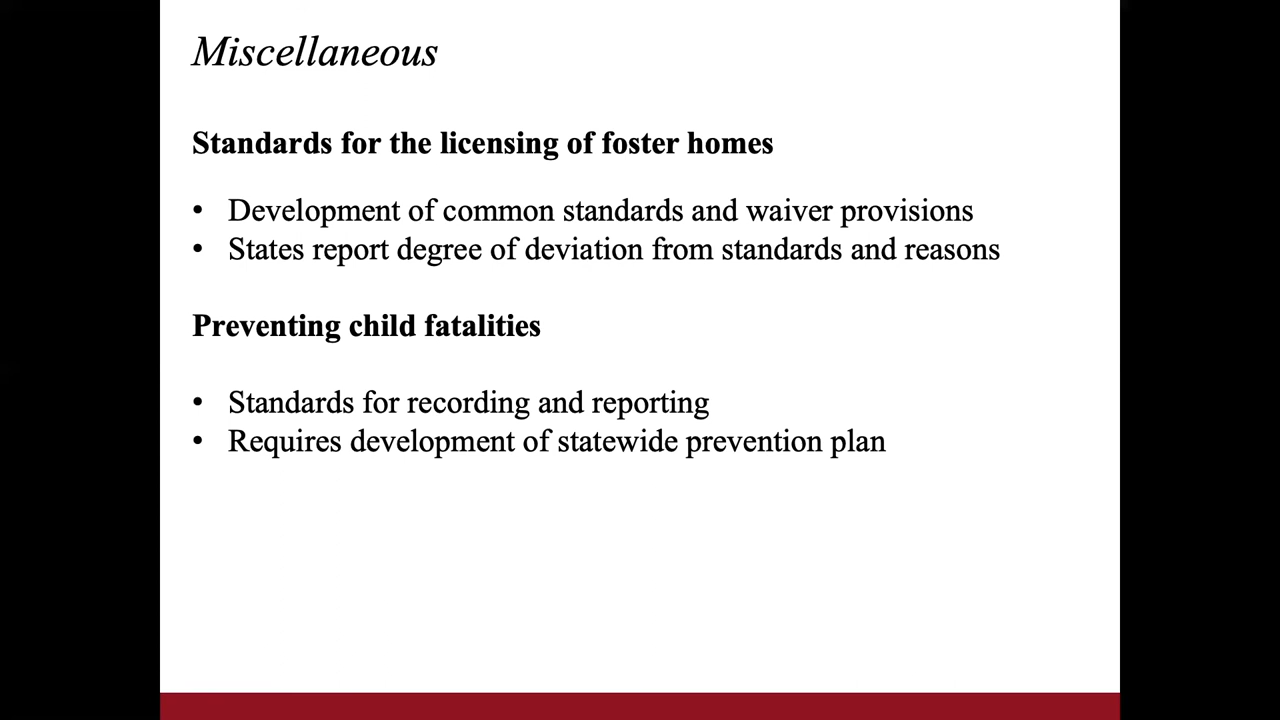 Miscellaneous
Standards for the licensing of foster homes
• Development of common standards and waiver provisions
• States report degree of deviation from standards and reasons
Preventing child fatalities
• Standards for recording and reporting
• Requires development of statewide prevention plan